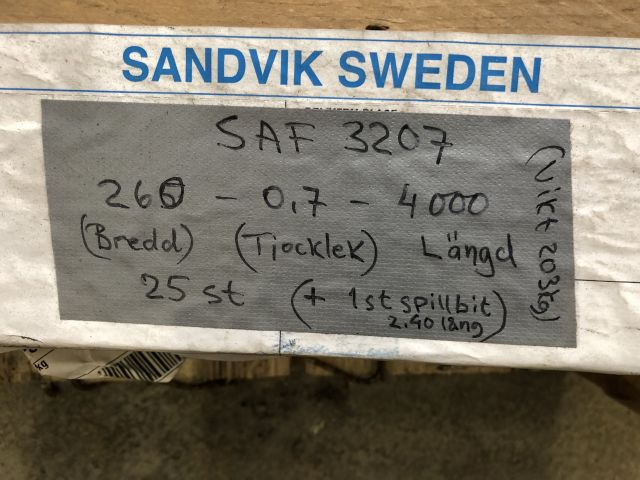 SANDVIK SWEDEN
SAF 3207
260 - 0,7 - 4000
(Bredd) (Tjocklek) Längd
25 st (+ 1st spillbit
2.40 lång)
(Vikt 203kg)
kg